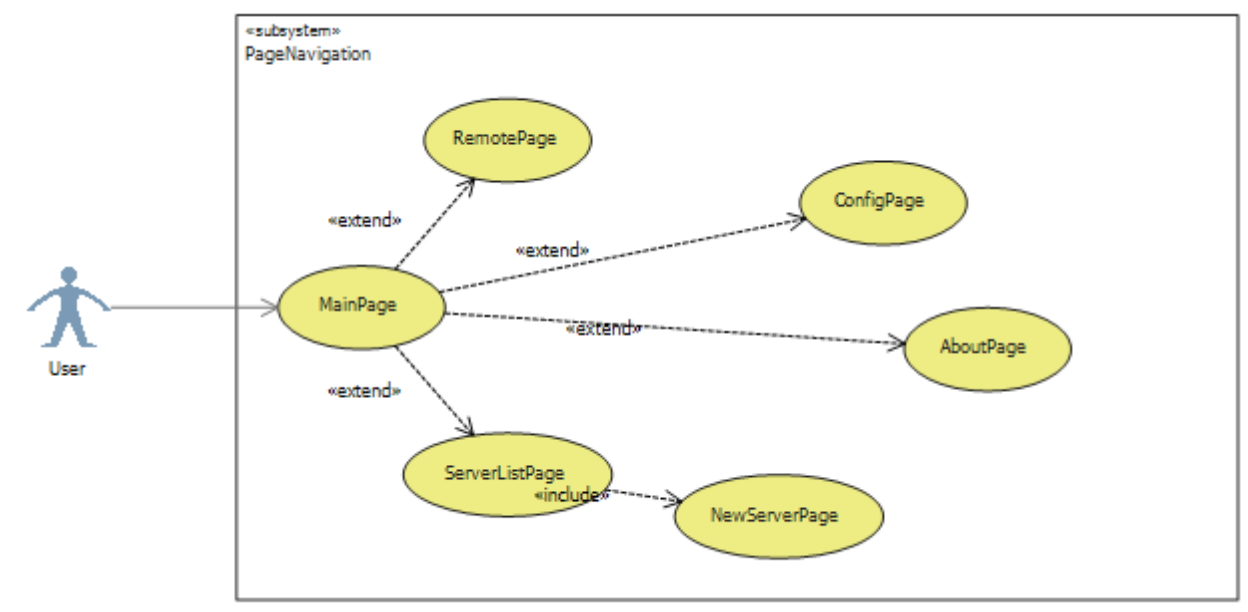 «subsystem»
PageNavigation
RemotePage
ConfigPage
«extend»
«extend»
MainPage
«extend»
AboutPage
User
«extend»
ServerListPage
«include»
NewServerPage